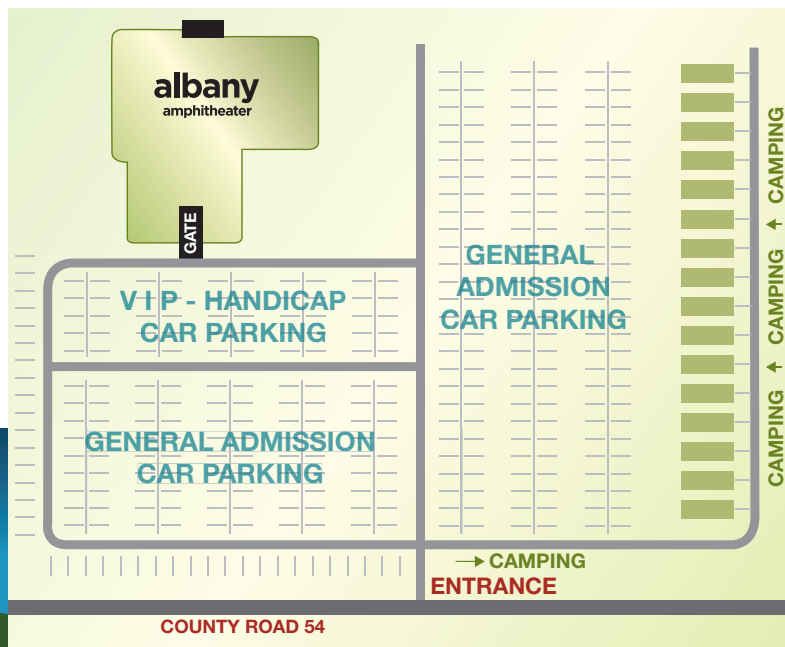 albany
amphitheater
GATE
V I P - HANDICAP
CAR PARKING
GENERAL
ADMISSION
CAR PARKING
GENERAL ADMISSION
CAR PARKING
CAMPING
CAMPING
CAMPING
CAMPING
ENTRANCE
COUNTY ROAD 54